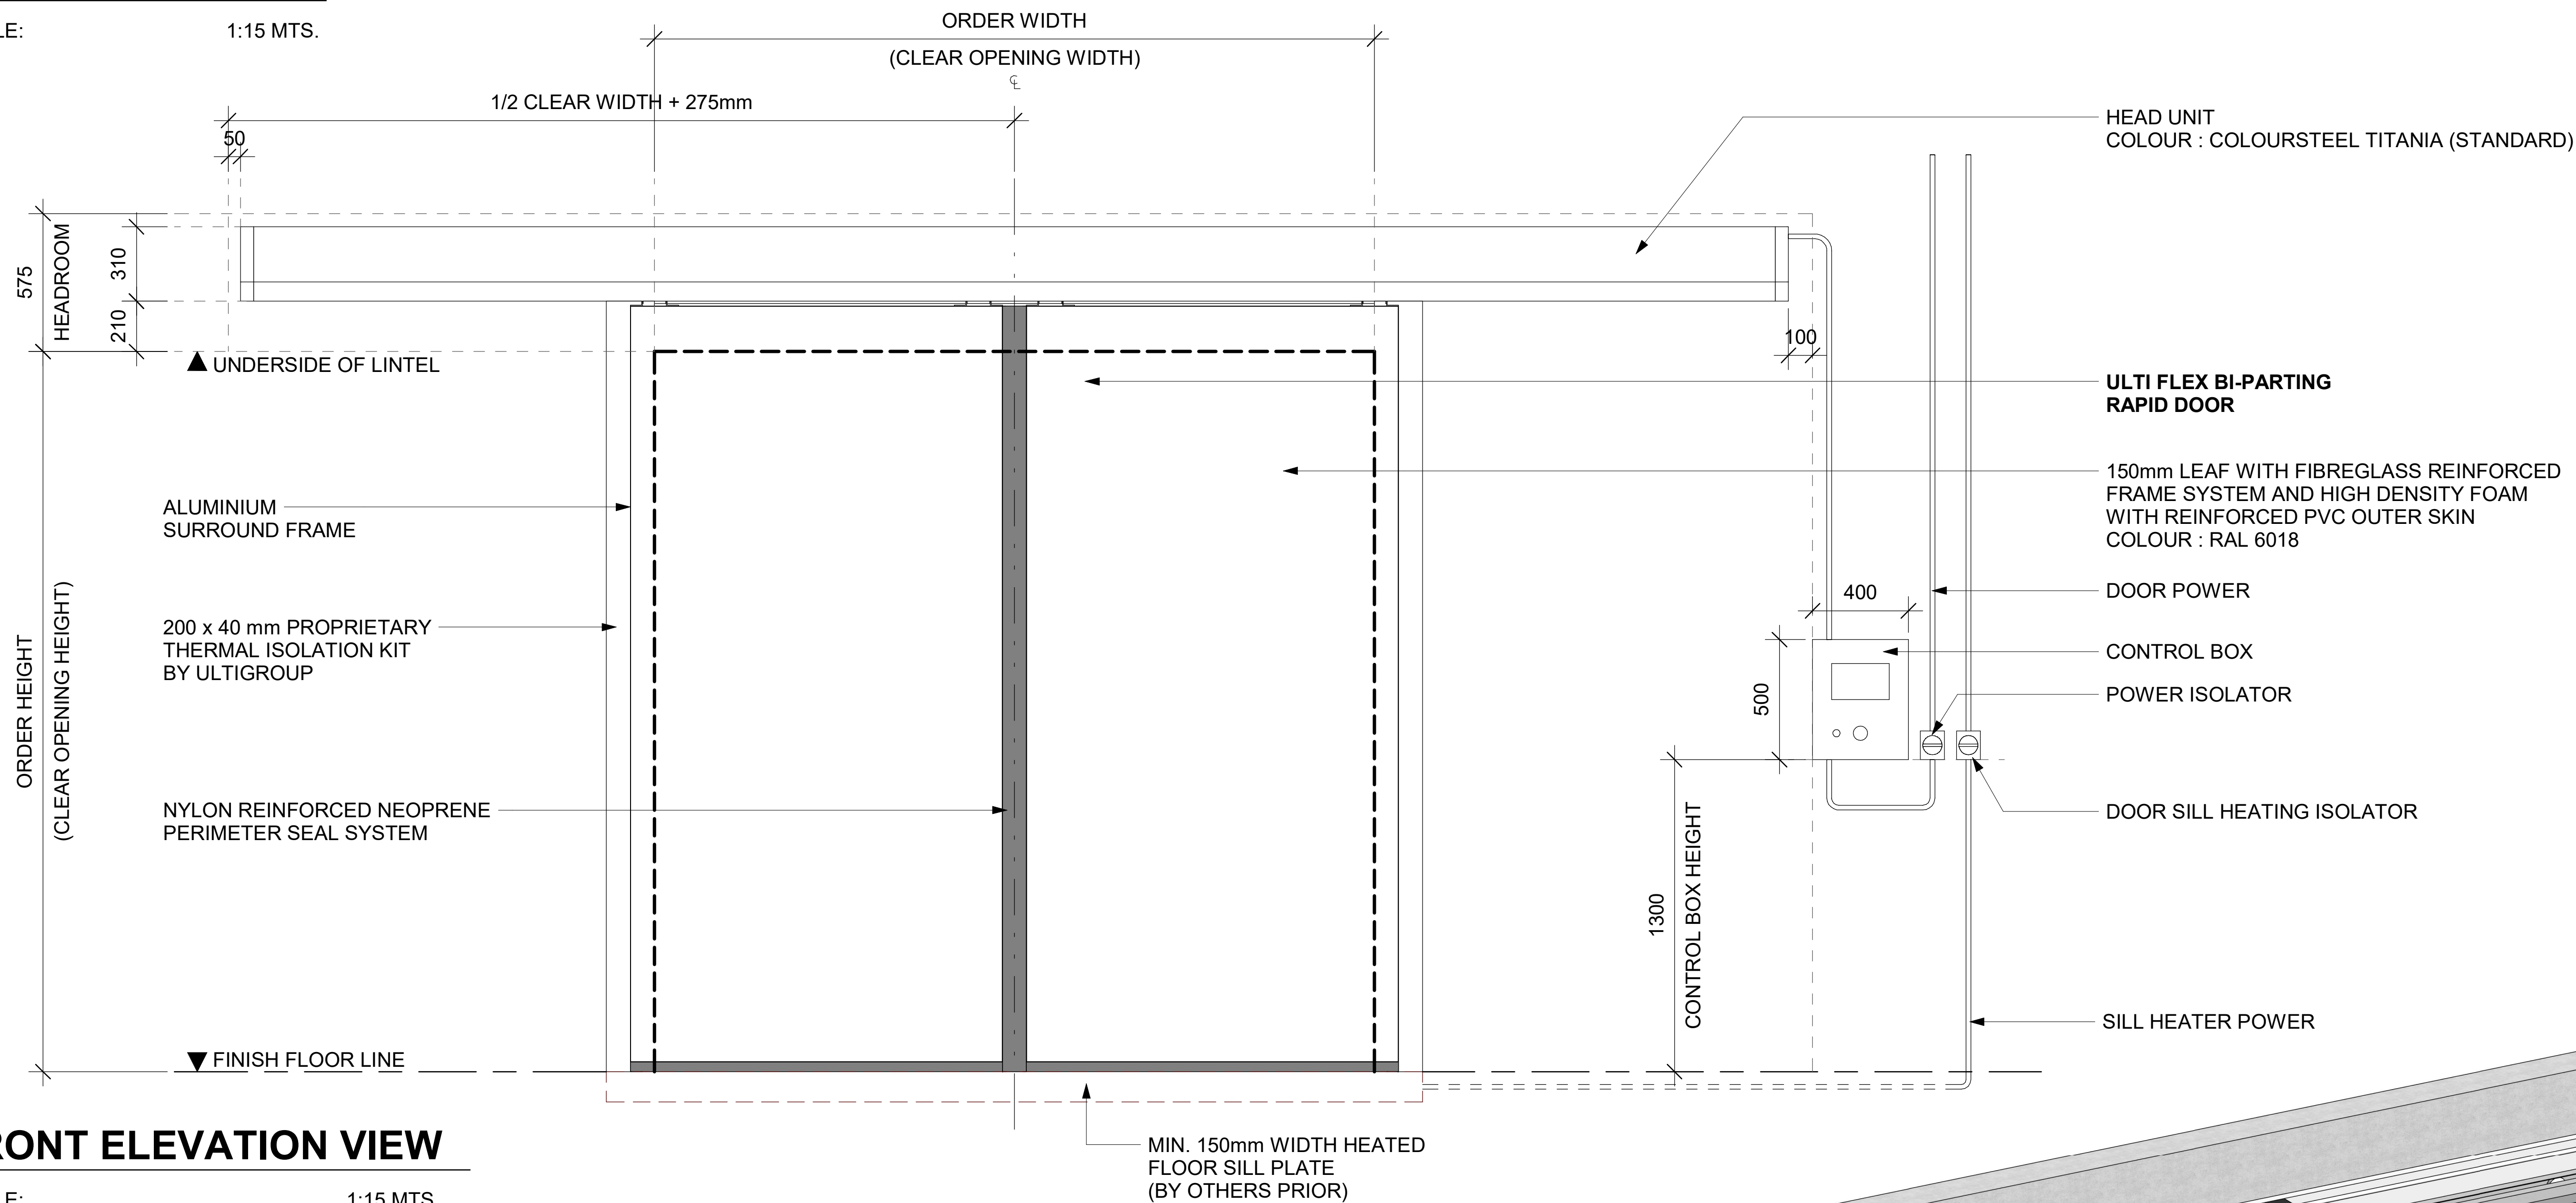 1:15 MTS.
ORDER WIDTH
(CLEAR OPENING WIDTH)
℄
1/2 CLEAR WIDTH + 275mm
50
HEAD UNIT
COLOUR : COLOURSTEEL TITANIA (STANDARD)
575
HEADROOM
310
210
100
UNDERSIDE OF LINTEL
ULTI FLEX BI-PARTING
RAPID DOOR
150mm LEAF WITH FIBREGLASS REINFORCED
FRAME SYSTEM AND HIGH DENSITY FOAM
WITH REINFORCED PVC OUTER SKIN
COLOUR : RAL 6018
ALUMINIUM
SURROUND FRAME
200 x 40 mm PROPRIETARY
THERMAL ISOLATION KIT
BY ULTIGROUP
ORDER HEIGHT
(CLEAR OPENING HEIGHT)
NYLON REINFORCED NEOPRENE
PERIMETER SEAL SYSTEM
DOOR POWER
400
CONTROL BOX
500
POWER ISOLATOR
DOOR SILL HEATING ISOLATOR
1300
CONTROL BOX HEIGHT
SILL HEATER POWER
FINISH FLOOR LINE
MIN. 150mm WIDTH HEATED
FLOOR SILL PLATE
(BY OTHERS PRIOR)
RONT ELEVATION VIEW
1:15 MTS